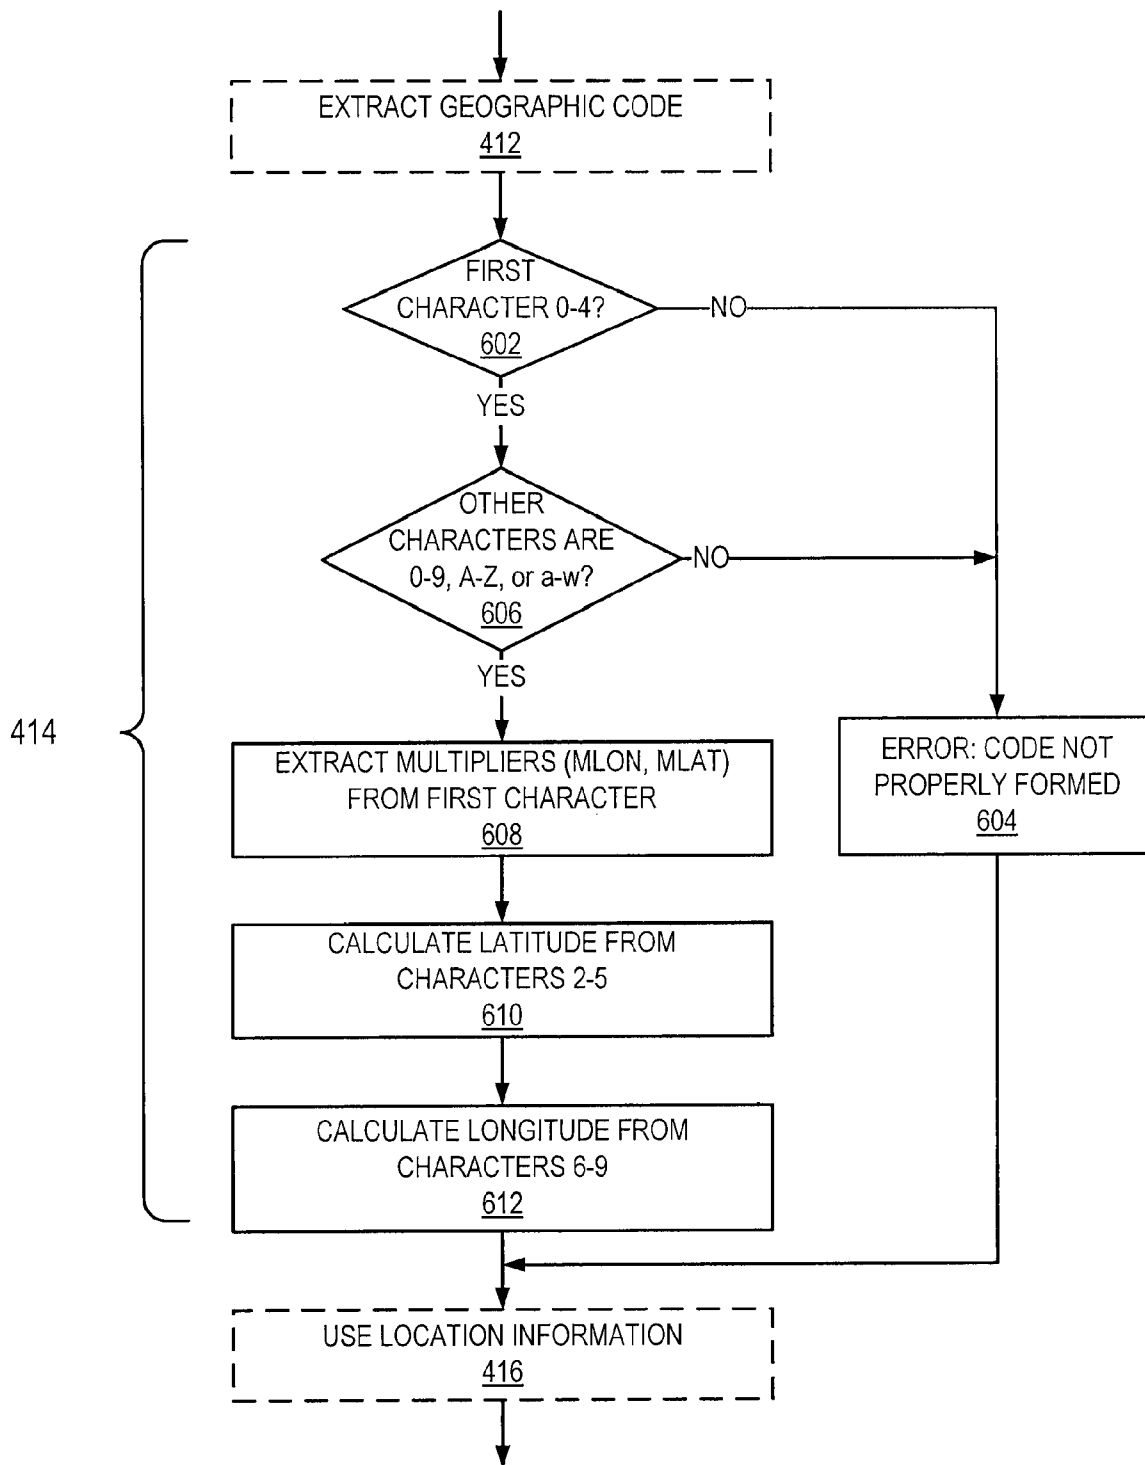 EXTRACT GEOGRAPHIC CODE
412
FIRST
CHARACTER 0-4?
602
NO
YES
OTHER
CHARACTERS ARE
0-9, A-Z, or a-w?
606
NO
YES
414
EXTRACT MULTIPLIERS (MLON, MLAT)
FROM FIRST CHARACTER
608
ERROR: CODE NOT
PROPERLY FORMED
604
CALCULATE LATITUDE FROM
CHARACTERS 2-5
610
CALCULATE LONGITUDE FROM
CHARACTERS 6-9
612
USE LOCATION INFORMATION
416